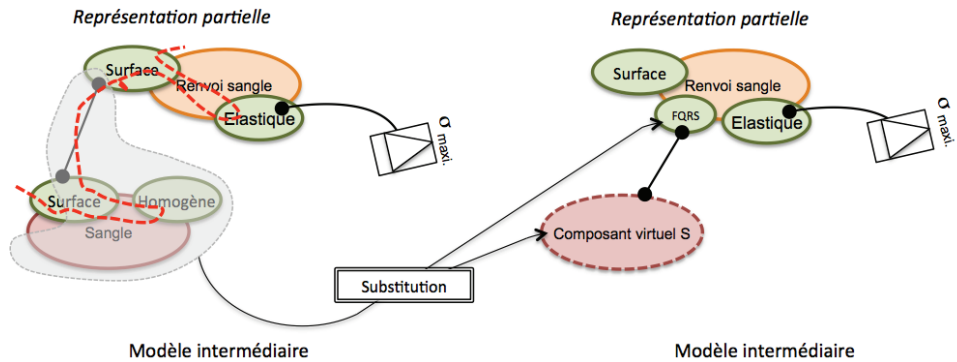 Représentation partielle
Surface
Renvoi sangle
Elastique
σ maxi.
Surface
Homogène
Sangle
Modèle intermédiaire
Substitution
Représentation partielle
Surface
Renvoi sangle
FQRS
Elastique
σ maxi.
Composant virtuel S
Modèle intermédiaire